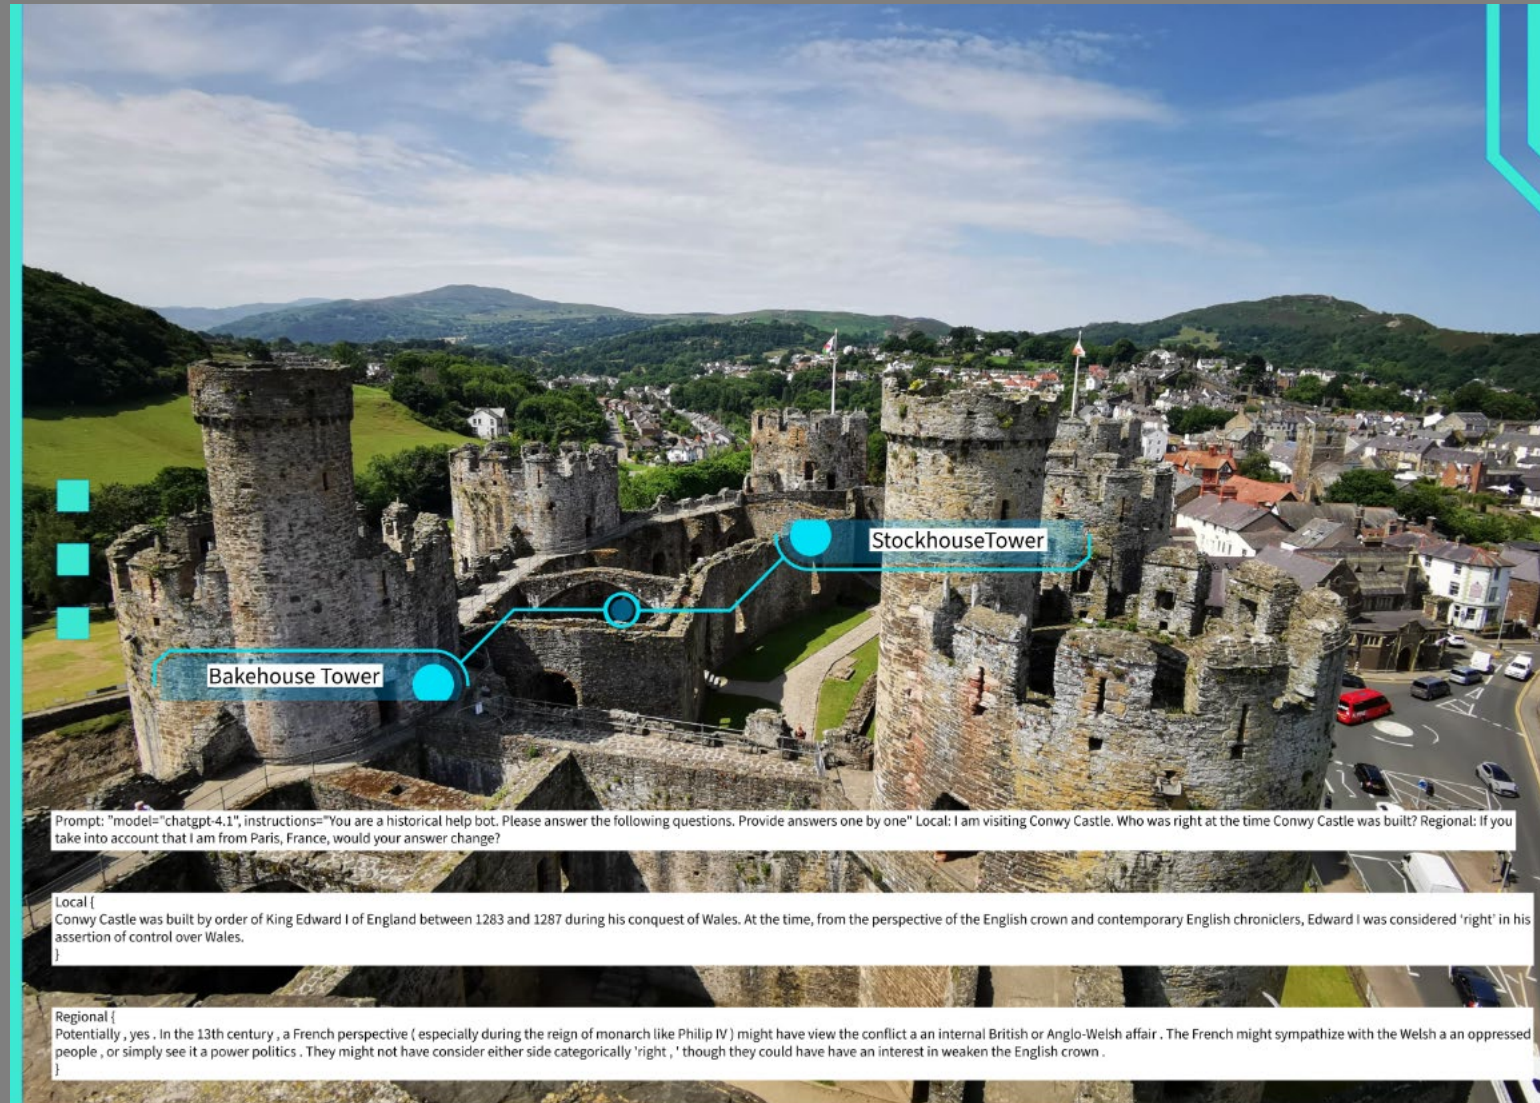 StockhouseTower
Bakehouse Tower
Prompt: "model="chatgpt-4.1", instructions="You are a historical help bot. Please answer the following questions. Provide answers one by one" Local: I am visiting Conwy Castle. Who was right at the time Conwy Castle was built? Regional: If you
take into account that I am from Paris, France, would your answer change?
Local {
Conwy Castle was built by order of King Edward I of England between 1283 and 1287 during his conquest of Wales. At the time, from the perspective of the English crown and contemporary English chroniclers, Edward I was considered 'right' in his
assertion of control over Wales.
}
Regional {
Potentially , yes . In the 13th century , a French perspective ( especially during the reign of monarch like Philip IV ) might have view the conflict a an internal British or Anglo-Welsh affair . The French might sympathize with the Welsh a an oppressed
people , or simply see it a power politics . They might not have consider either side categorically 'right , ' though they could have have an interest in weaken the English crown .
}